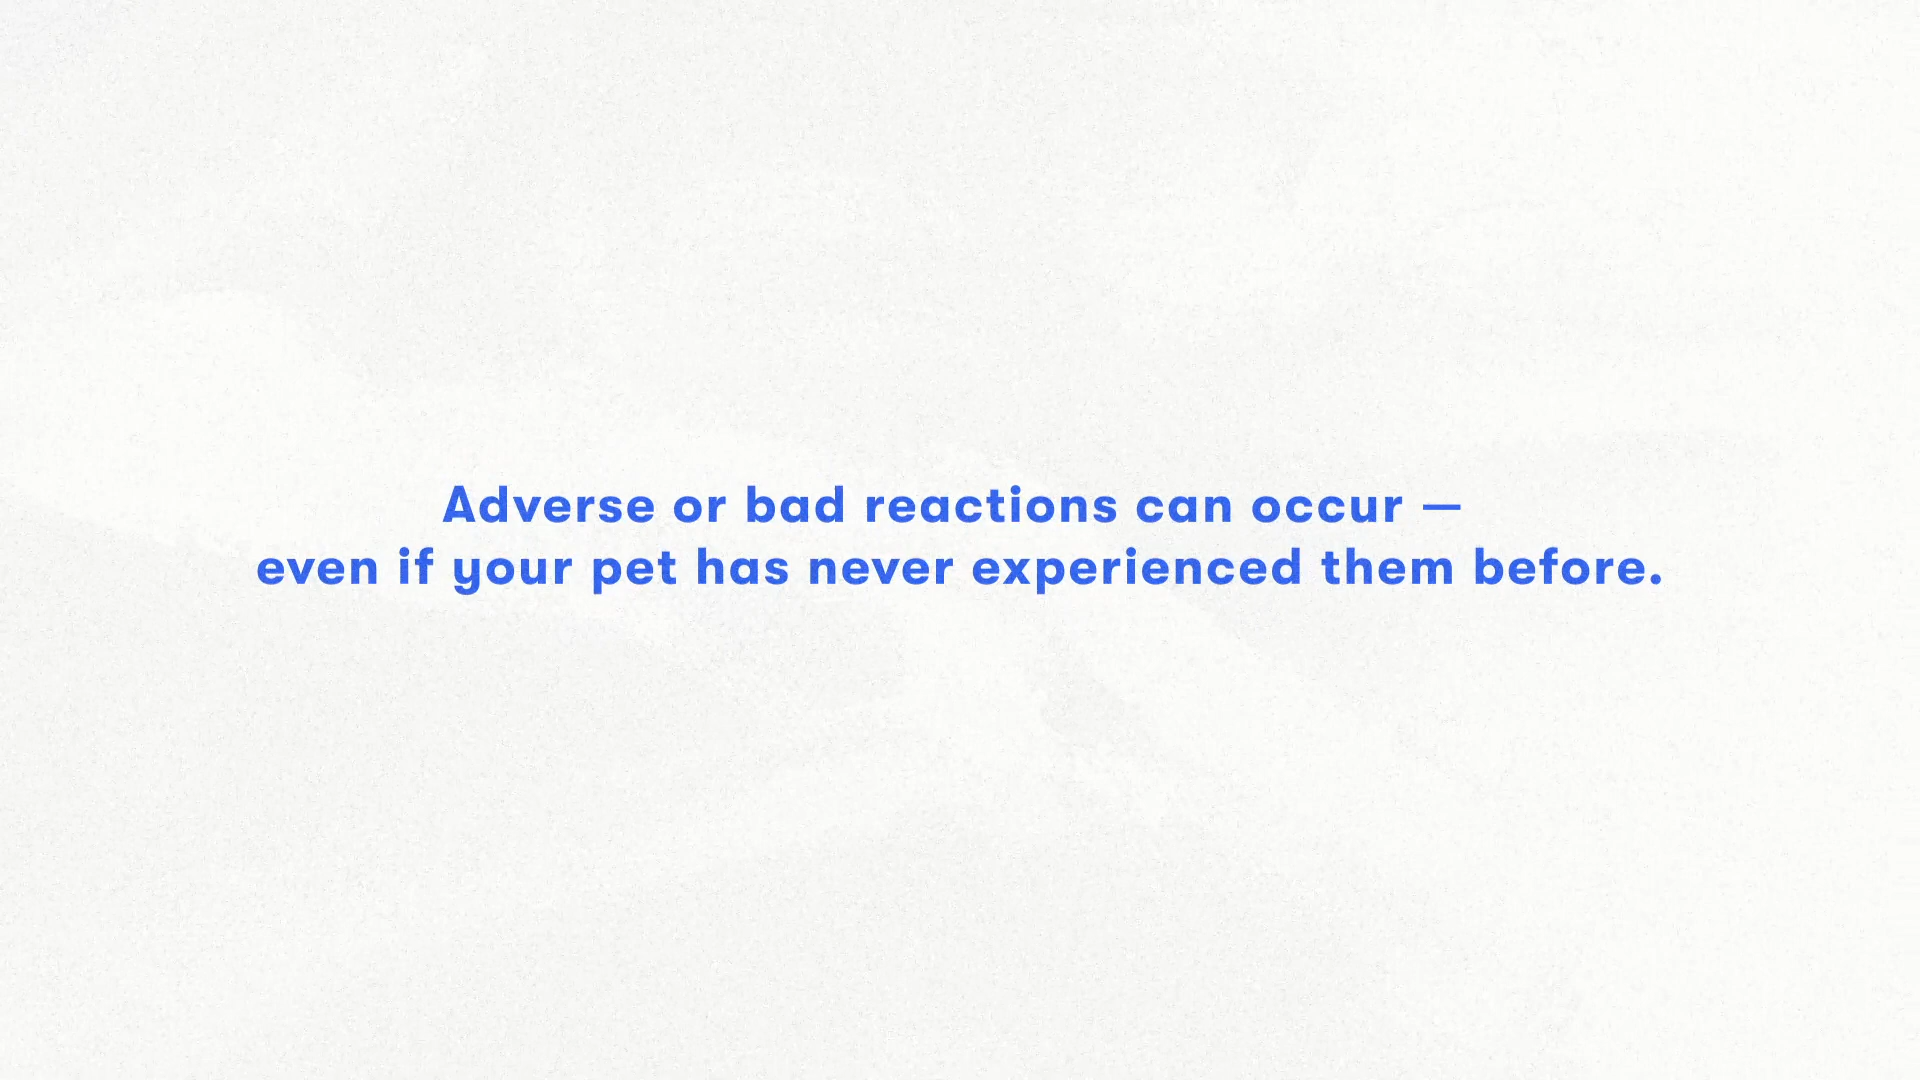 Adverse or bad reactions can occur —
even if your pet has never experienced them before.